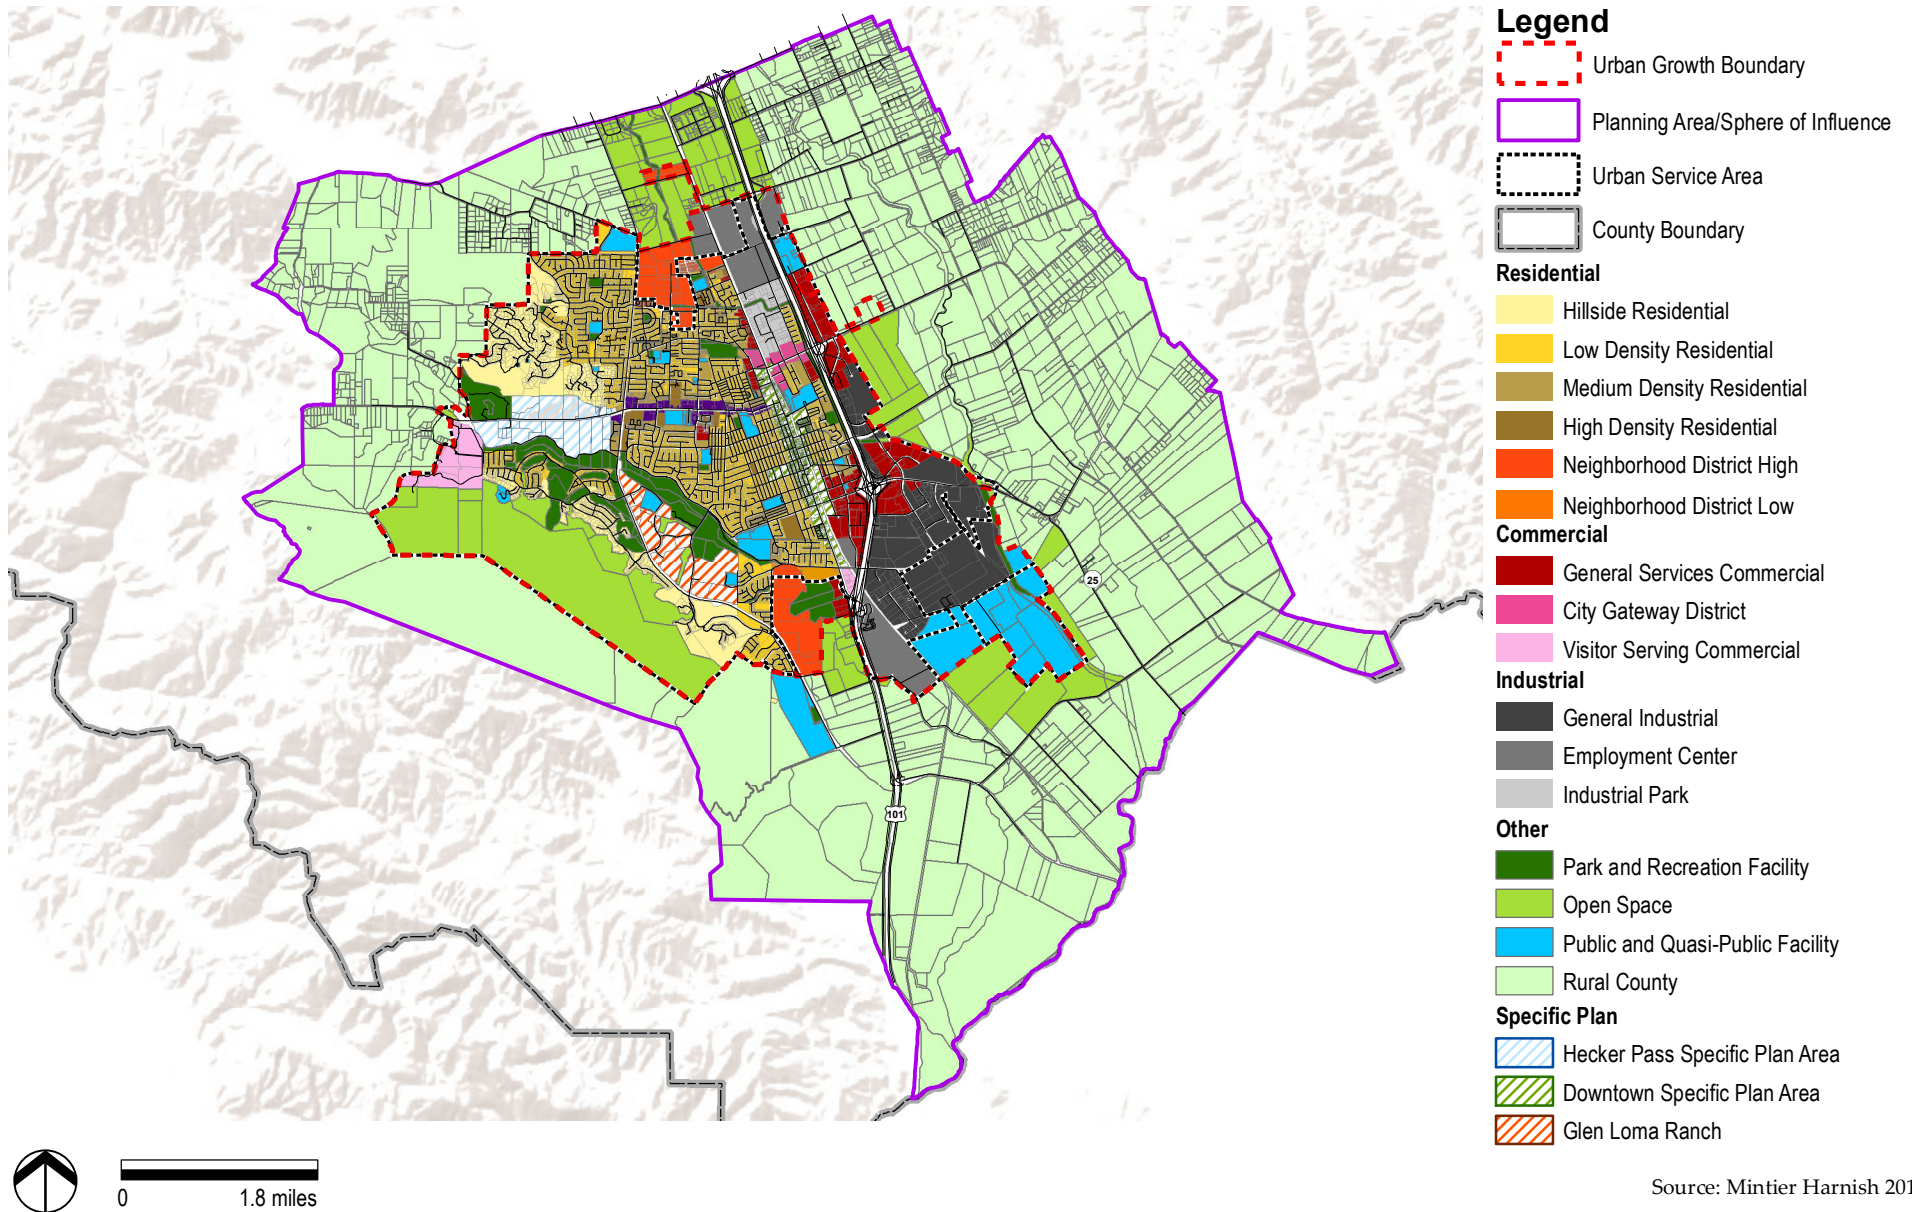 Legend
Urban Growth Boundary
Planning Area/Sphere of Influence
Urban Service Area
County Boundary
Residential
Hillside Residential
Low Density Residential
Medium Density Residential
High Density Residential
Neighborhood District High
Neighborhood District Low
Commercial
General Services Commercial
City Gateway District
Visitor Serving Commercial
Industrial
General Industrial
Employment Center
Industrial Park
Other
Park and Recreation Facility
Open Space
Public and Quasi-Public Facility
Rural County
Specific Plan
Hecker Pass Specific Plan Area
Downtown Specific Plan Area
Glen Loma Ranch
25
101
0 1.8 miles
Source: Mintier Harnish 201